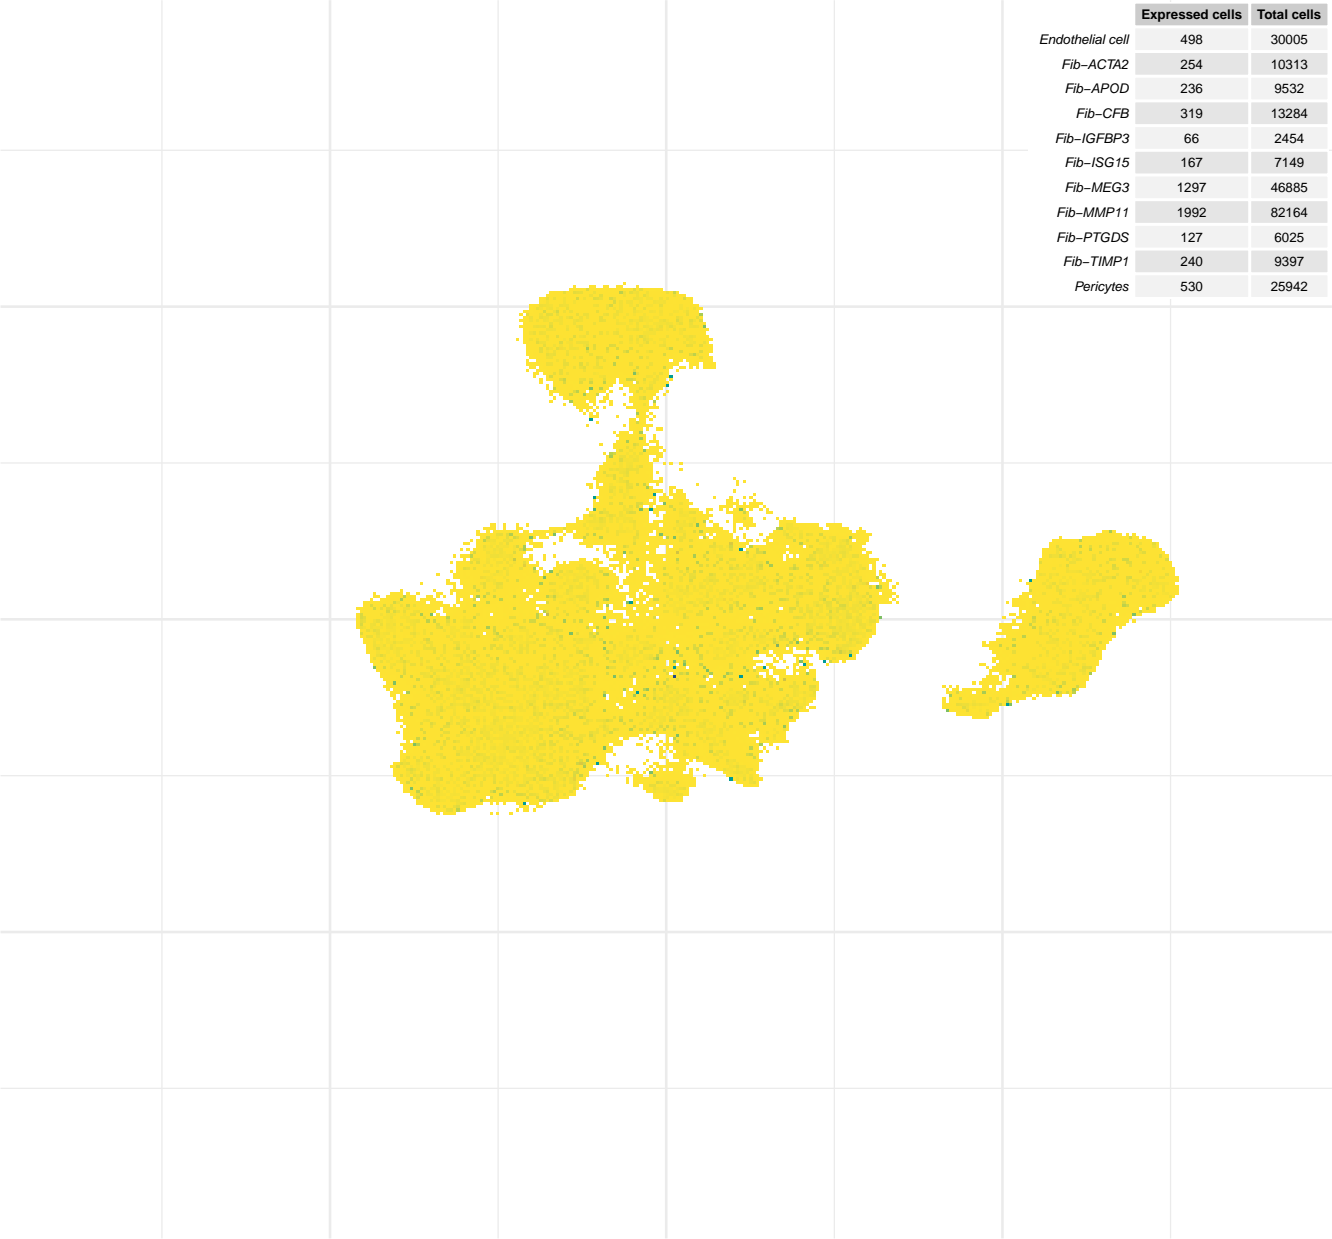 Expressed cells Total cells
Endothelial cell 498 30005
Fib−ACTA2 254 10313
Fib−APOD 236 9532
Fib−CFB 319 13284
Fib−IGFBP3 66 2454
Fib−ISG15 167 7149
Fib−MEG3 1297 46885
Fib−MMP11 1992 82164
Fib−PTGDS 127 6025
Fib−TIMP1 240 9397
Pericytes 530 25942